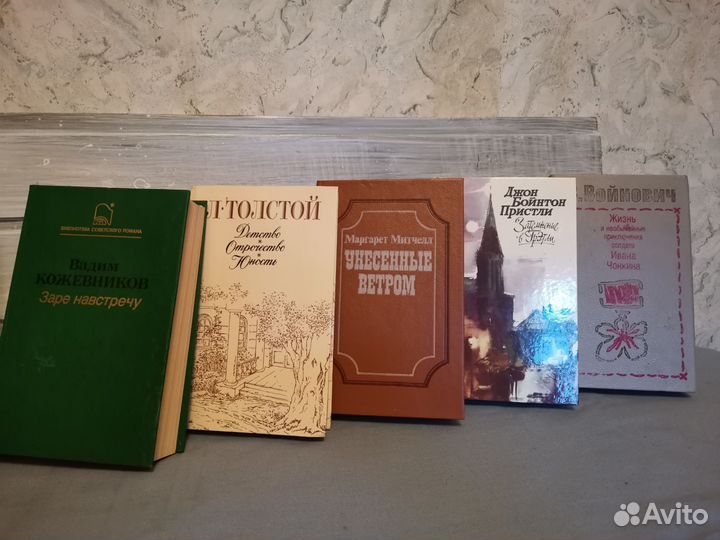 БИБЛИОТЕКА СОВЕТСКОГО РОМАНА
Вадим
КОЖЕВНИКОВ
Заре навстречу
Л·ТОЛСТОЙ
Детство
Отрочество
Юность
Маргарет Митчелл
УНЕСЕННЫЕ
ВЕТРОМ
Джон
Бойнтон
Пристли
Затемнение
в Грэтли
.Войнович
Жизнь
и необычайные
приключения
солдата
Ивана
Чонкина
Avito